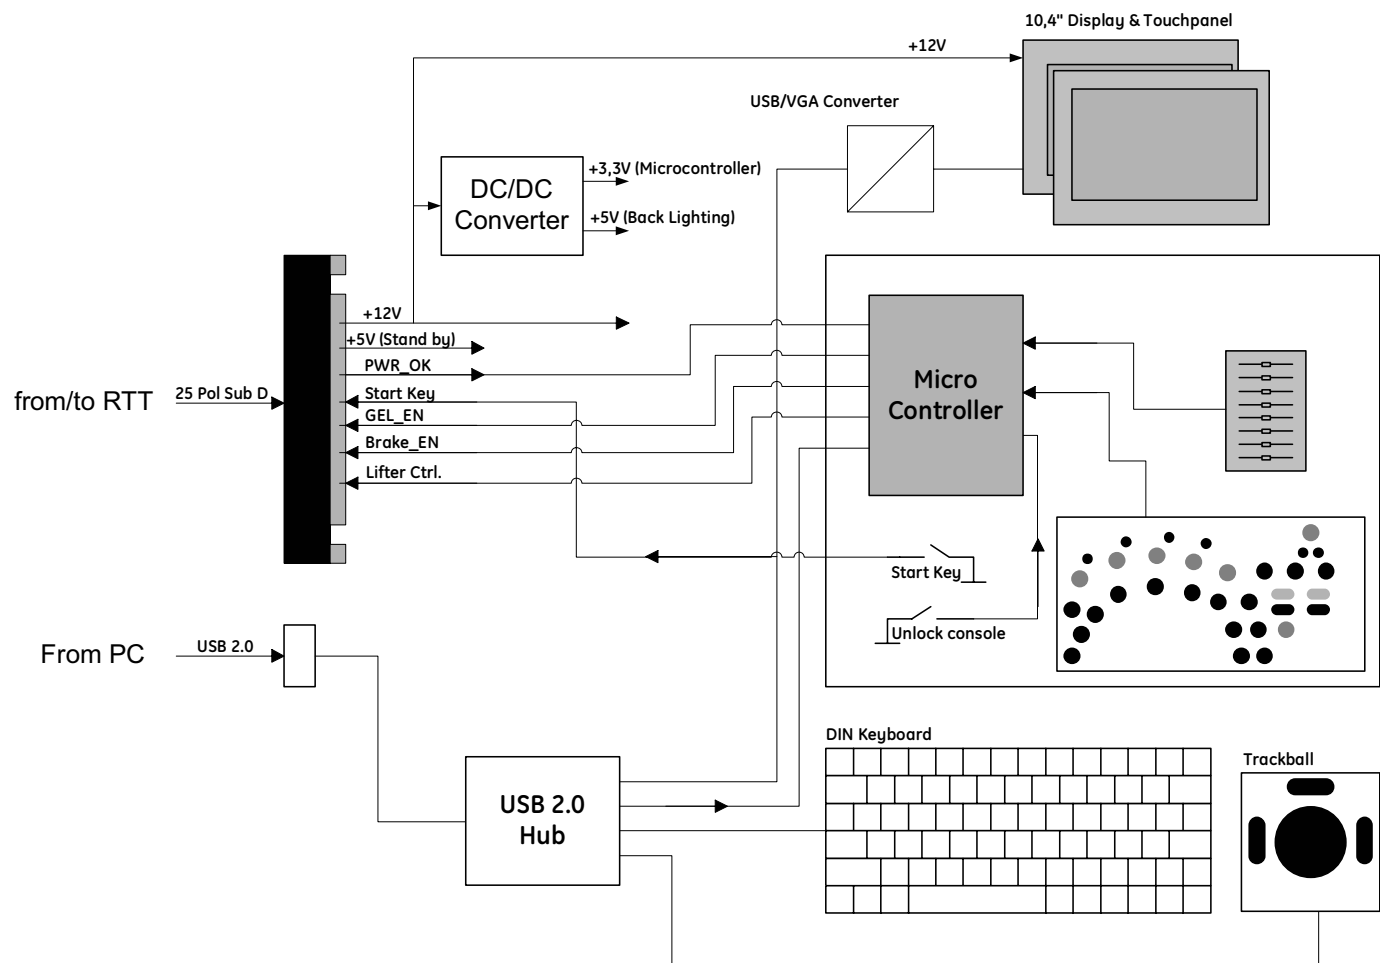 10,4" Display & Touchpanel
+12V
USB/VGA Converter
+3,3V (Microcontroller)
DC/DC
Converter
+5V (Back Lighting)
+12V
+5V (Stand by)
PWR_OK
from/to RTT
25 Pol Sub D
Start Key
GEL_EN
Brake_EN
Lifter Ctrl.
Micro
Controller
Start Key
Unlock console
From PC
USB 2.0
DIN Keyboard
Trackball
USB 2.0
Hub